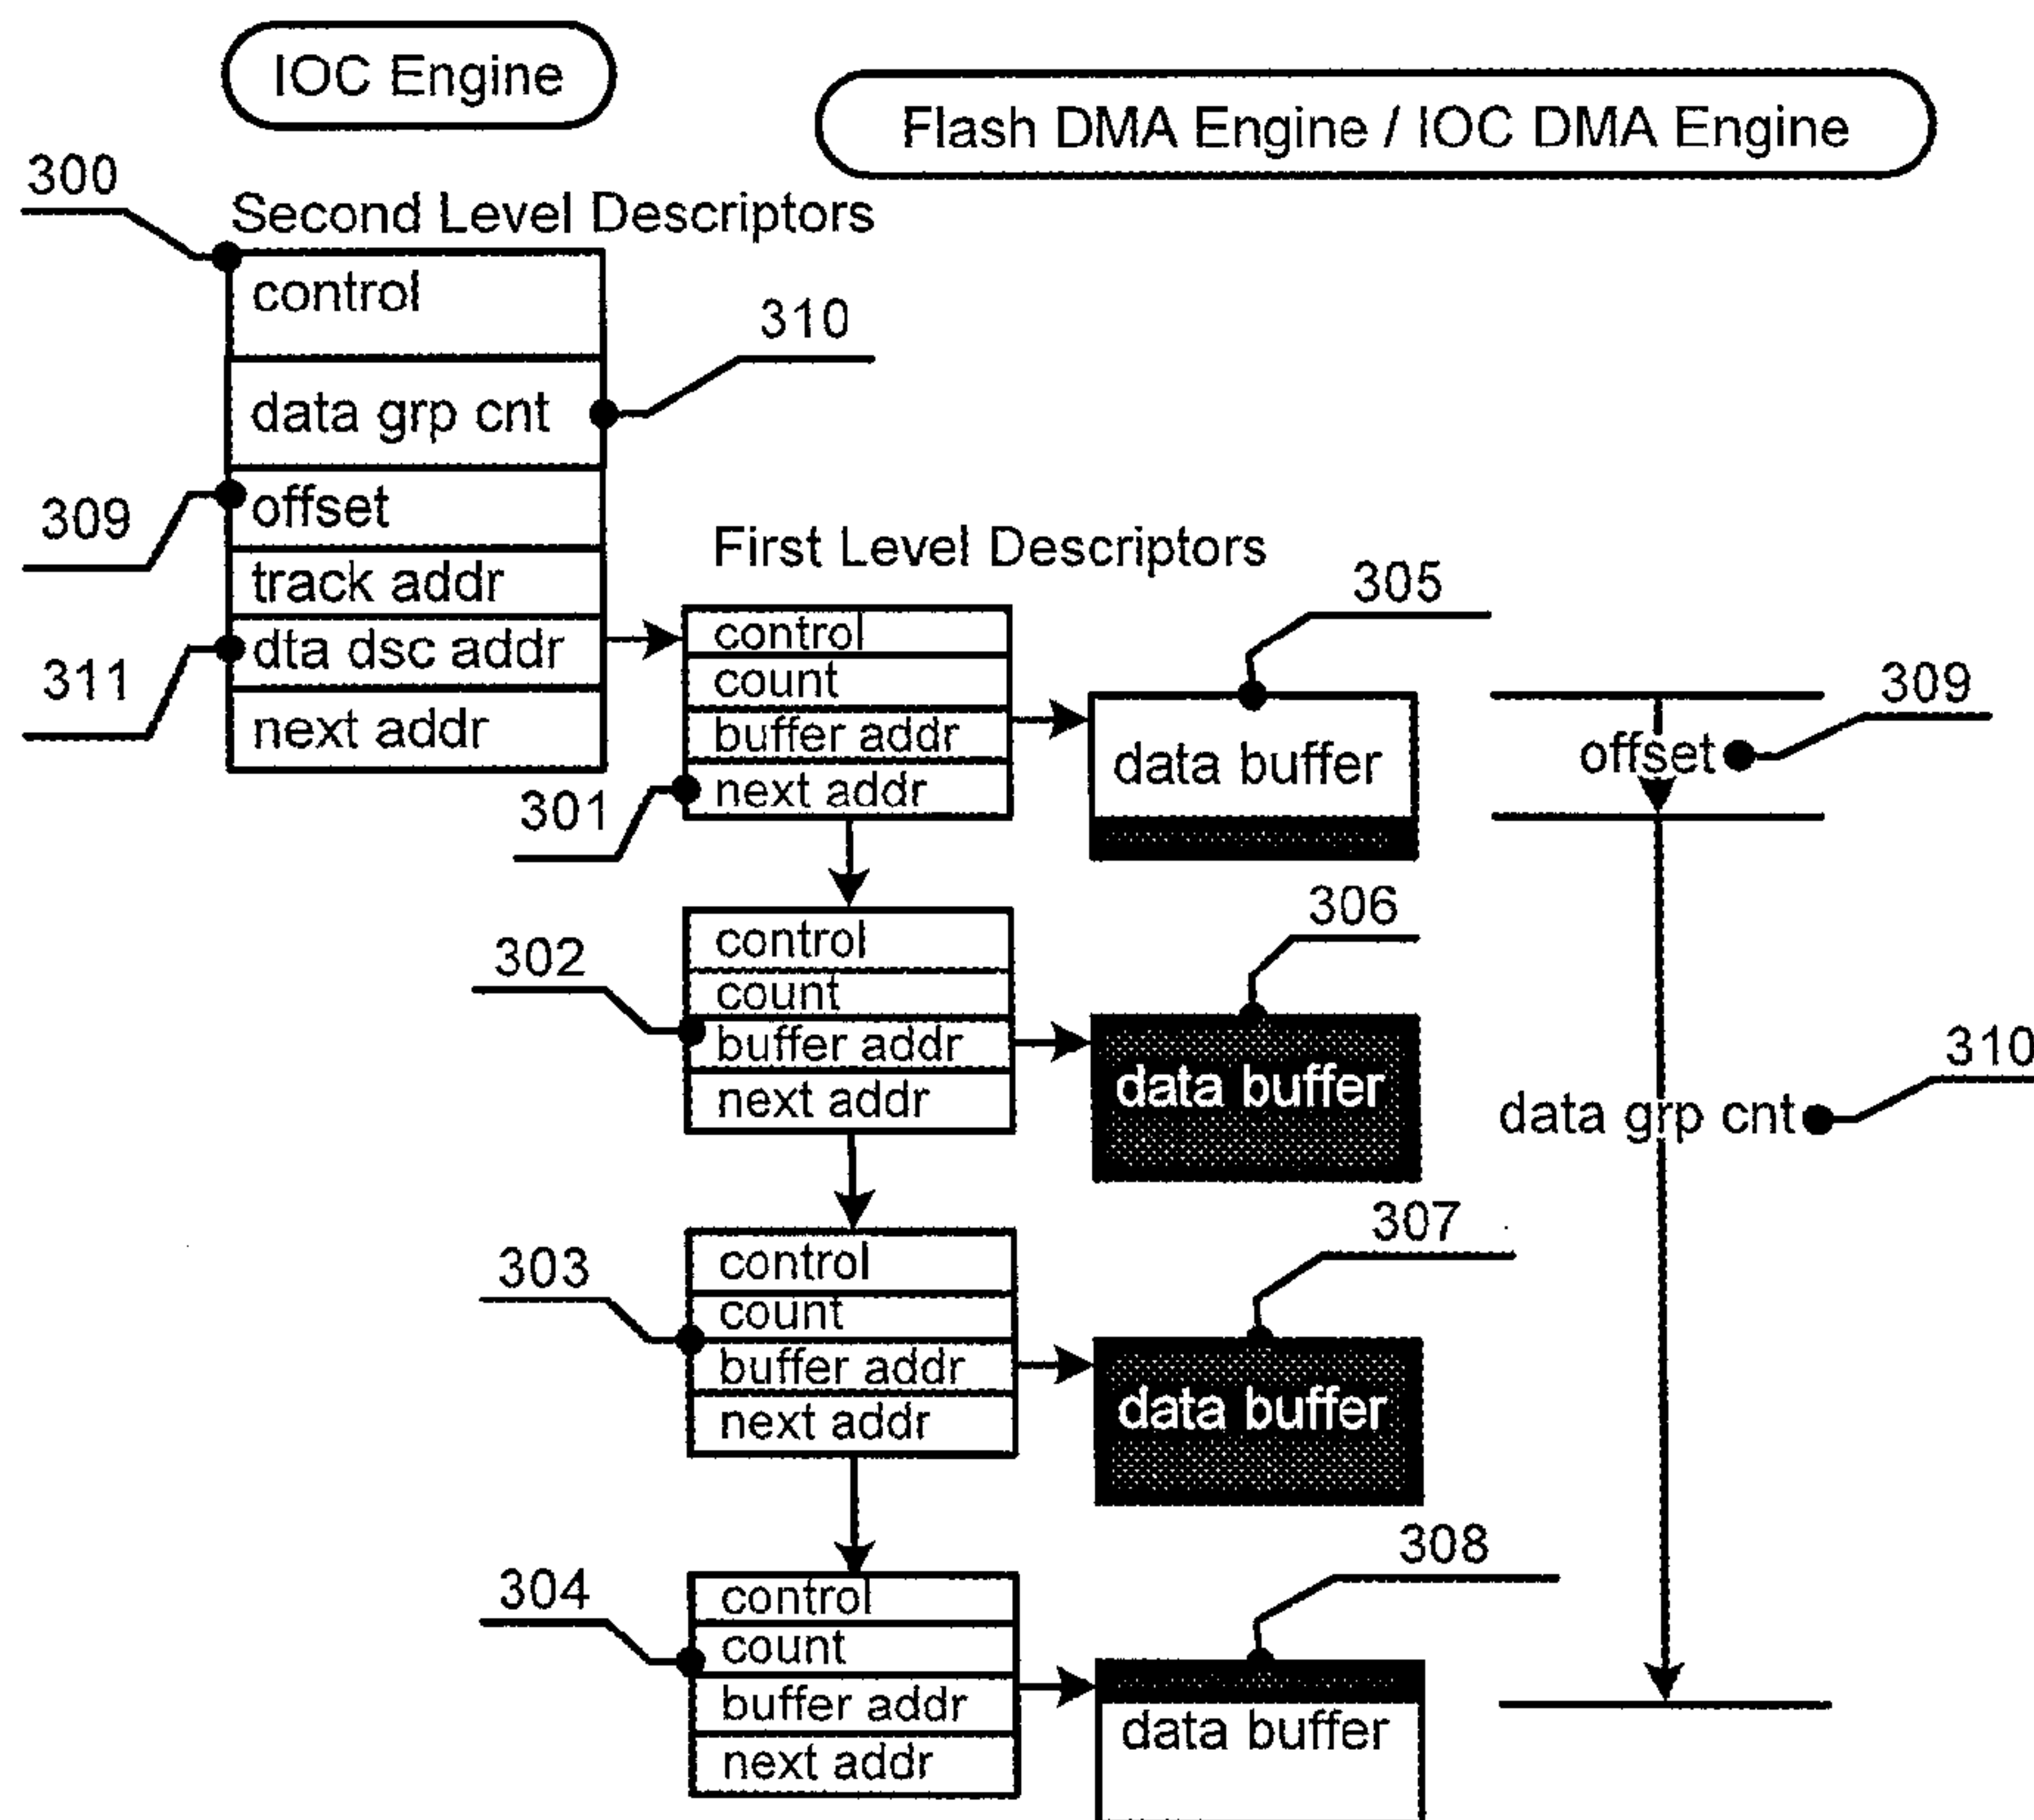 IOC Engine
Flash DMA Engine / IOC DMA Engine
300
Second Level Descriptors
control
310
data grp cnt
309
offset
track addr
311
dta dsc addr
next addr
First Level Descriptors
305
control
count
buffer addr
next addr
301
data buffer
309
offset
306
302
control
count
buffer addr
next addr
data buffer
310
data grp cnt
307
303
control
count
buffer addr
next addr
data buffer
308
304
control
count
buffer addr
next addr
data buffer